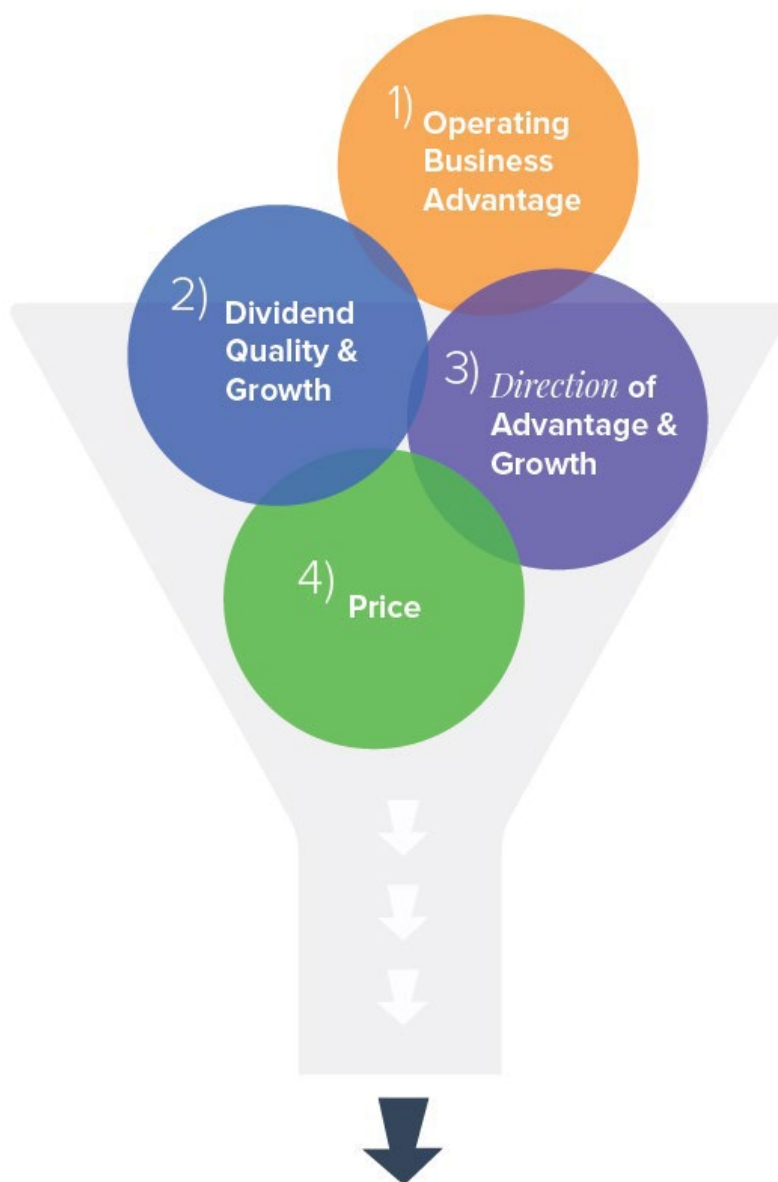 1) Operating
Business
Advantage
2) Dividend
Quality &
Growth
3) Direction of
Advantage &
Growth
4) Price